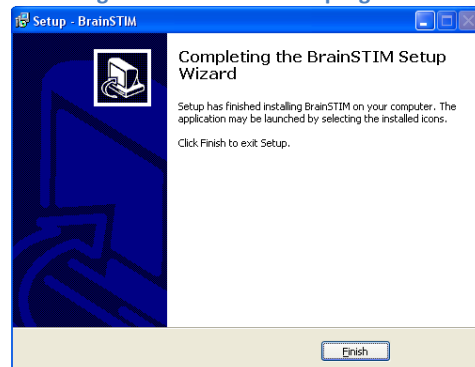 Setup - BrainSTIM
Completing the BrainSTIM Setup
Wizard
Setup has finished installing BrainSTIM on your computer. The
application may be launched by selecting the installed icons.
Click Finish to exit Setup.
Finish